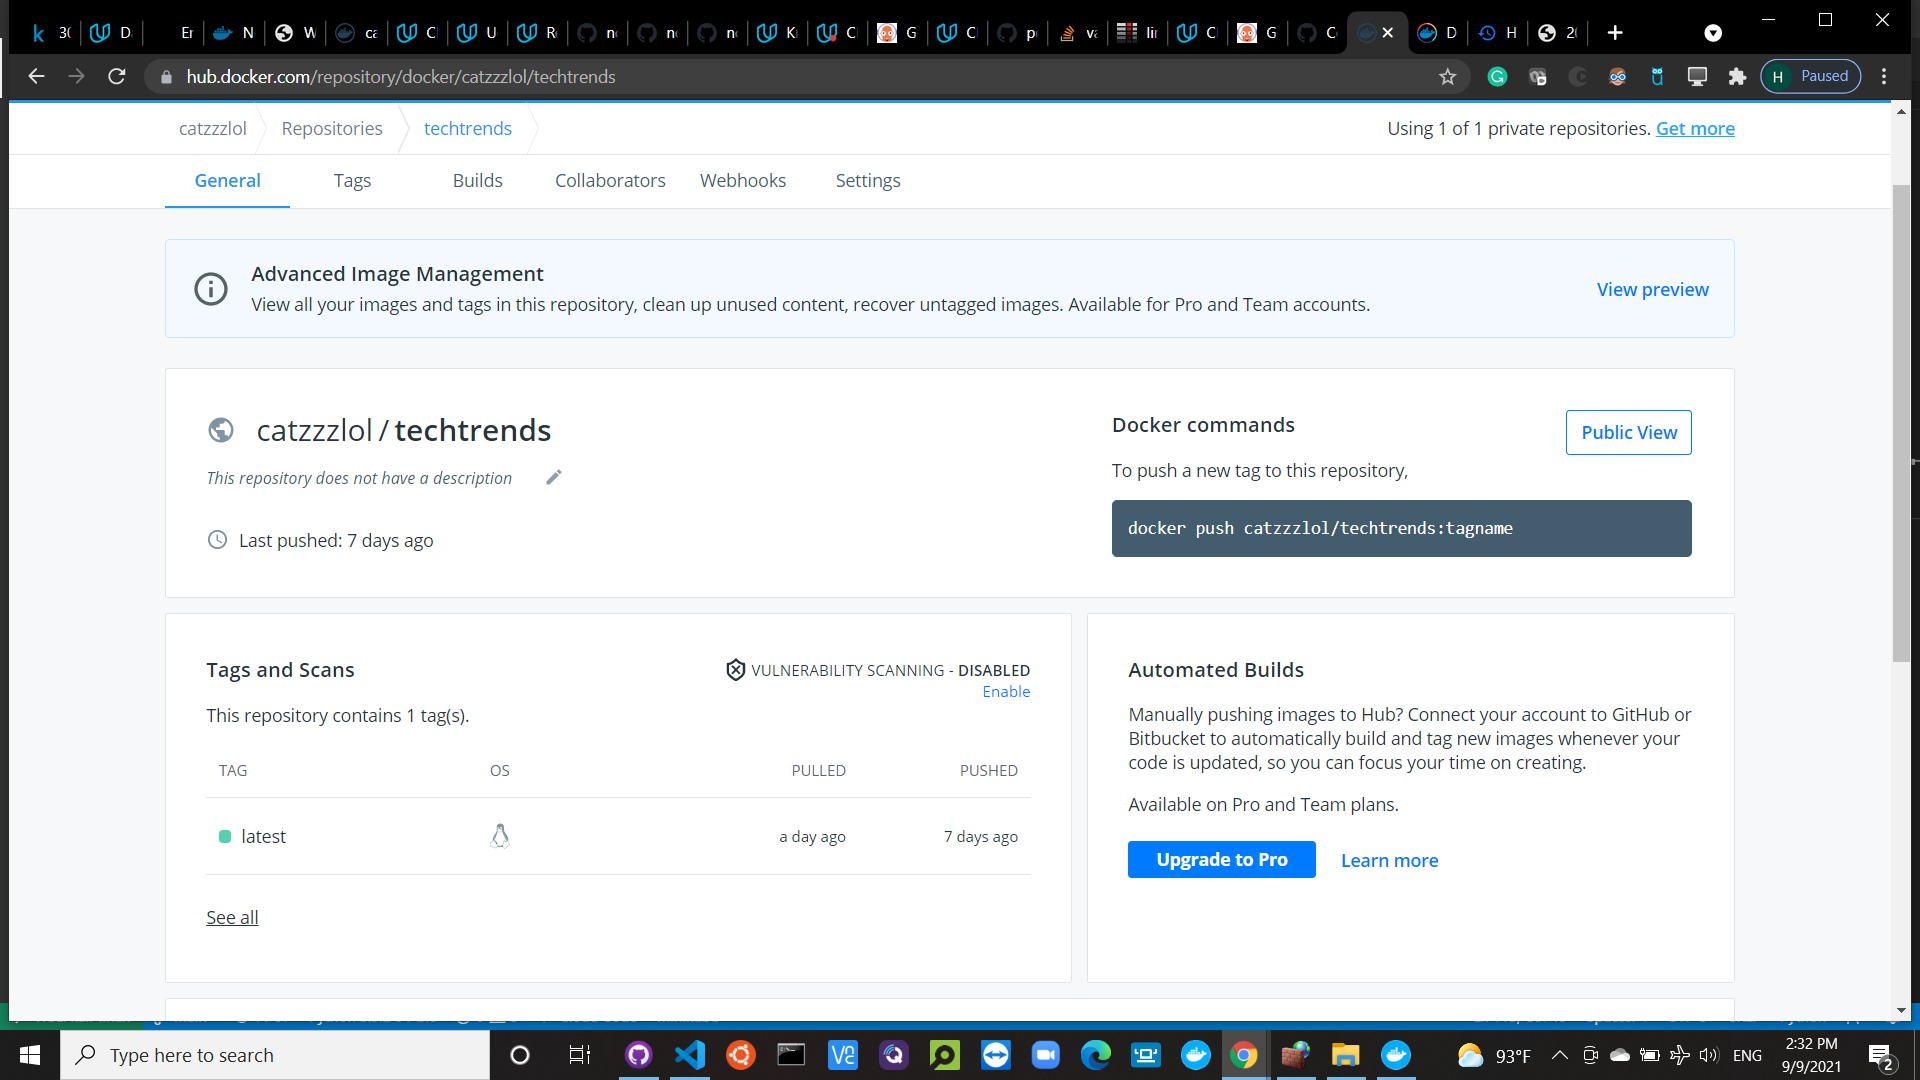 hub.docker.com/repository/docker/catzzzlol/techtrends
H Paused
catzzzlol Repositories techtrends
Using 1 of 1 private repositories. Get more
General Tags Builds Collaborators Webhooks Settings
Advanced Image Management
View all your images and tags in this repository, clean up unused content, recover untagged images. Available for Pro and Team accounts.
View preview
catzzzlol / techtrends
This repository does not have a description
Last pushed: 7 days ago
Docker commands
Public View
To push a new tag to this repository,
docker push catzzzlol/techtrends:tagname
Tags and Scans
VULNERABILITY SCANNING - DISABLED
Enable
This repository contains 1 tag(s).
TAG OS PULLED PUSHED
latest a day ago 7 days ago
See all
Automated Builds
Manually pushing images to Hub? Connect your account to GitHub or
Bitbucket to automatically build and tag new images whenever your
code is updated, so you can focus your time on creating.
Available on Pro and Team plans.
Upgrade to Pro Learn more
Type here to search
93°F
ENG
2:32 PM
9/9/2021
2